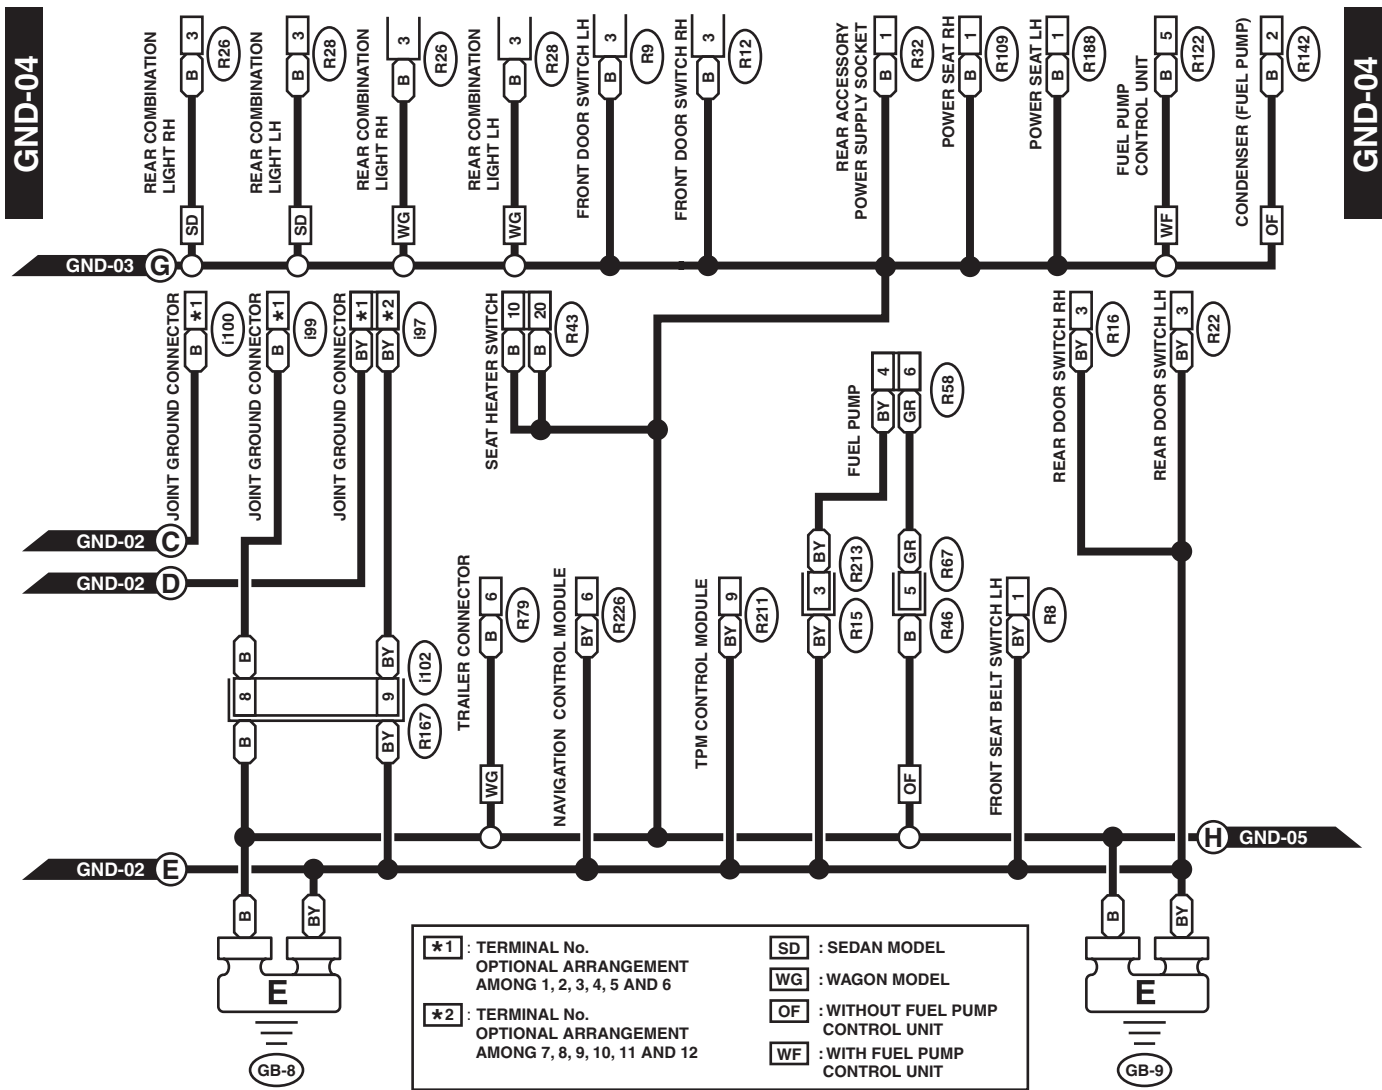 GND-04
GND-04
REAR COMBINATION
LIGHT RH
3
B
R26
SD
REAR COMBINATION
LIGHT LH
3
B
R28
SD
REAR COMBINATION
LIGHT RH
3
B
R26
WG
REAR COMBINATION
LIGHT LH
3
B
R28
WG
FRONT DOOR SWITCH LH
3
B
R9
FRONT DOOR SWITCH RH
3
B
R12
REAR ACCESSORY
POWER SUPPLY SOCKET
1
B
R32
POWER SEAT RH
1
B
R109
POWER SEAT LH
1
B
R188
FUEL PUMP
CONTROL UNIT
5
B
R122
WF
CONDENSER (FUEL PUMP)
2
B
R142
OF
GND-03
G
JOINT GROUND CONNECTOR
*1
B
i100
JOINT GROUND CONNECTOR
*1
B
i99
JOINT GROUND CONNECTOR
*1
*2
BY
BY
i97
SEAT HEATER SWITCH
10
20
B
B
R43
FUEL PUMP
4
6
BY
GR
R58
REAR DOOR SWITCH RH
3
BY
R16
REAR DOOR SWITCH LH
3
BY
R22
GND-02
C
GND-02
D
TRAILER CONNECTOR
6
B
R79
WG
NAVIGATION CONTROL MODULE
6
BY
R226
TPM CONTROL MODULE
9
BY
R211
BY
R213
3
BY
R15
GR
R67
5
B
R46
OF
FRONT SEAT BELT SWITCH LH
1
BY
R8
B
BY
i102
8
9
B
BY
R167
H
GND-05
GND-02
E
B
BY
E
GB-8
B
BY
E
GB-9
*1 : TERMINAL No.
OPTIONAL ARRANGEMENT
AMONG 1, 2, 3, 4, 5 AND 6
*2 : TERMINAL No.
OPTIONAL ARRANGEMENT
AMONG 7, 8, 9, 10, 11 AND 12
SD : SEDAN MODEL
WG : WAGON MODEL
OF : WITHOUT FUEL PUMP
CONTROL UNIT
WF : WITH FUEL PUMP
CONTROL UNIT